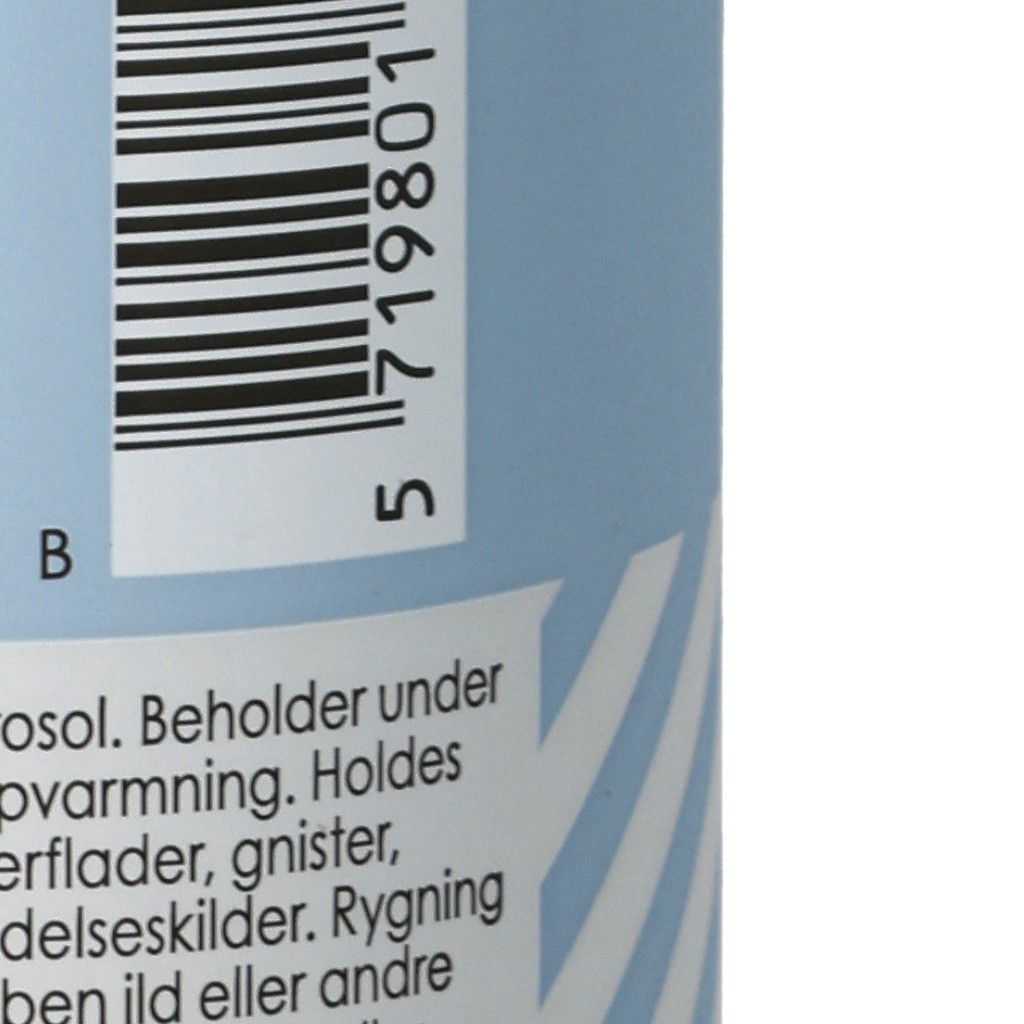 5 719801
B
rosol. Beholder under
pvarmning. Holdes
erflader, gnister,
delseskilder. Rygning
ben ild eller andre